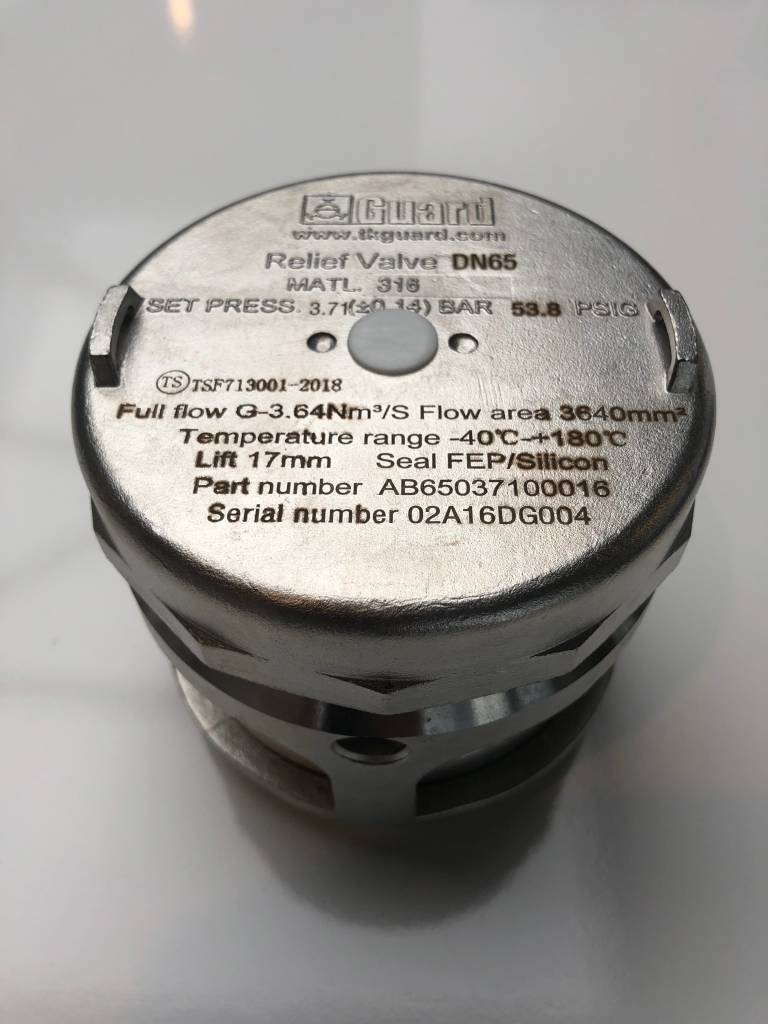 Guard
www.tkguard.com
Relief Valve DN65
MATL. 316
SET PRESS. 3.71(±0.14) BAR 53.8 PSIG
TS TSF713001-2018
Full flow G-3.64Nm³/S Flow area 3640mm²
Temperature range -40℃-+180℃
Lift 17mm Seal FEP/Silicon
Part number AB65037100016
Serial number 02A16DG004